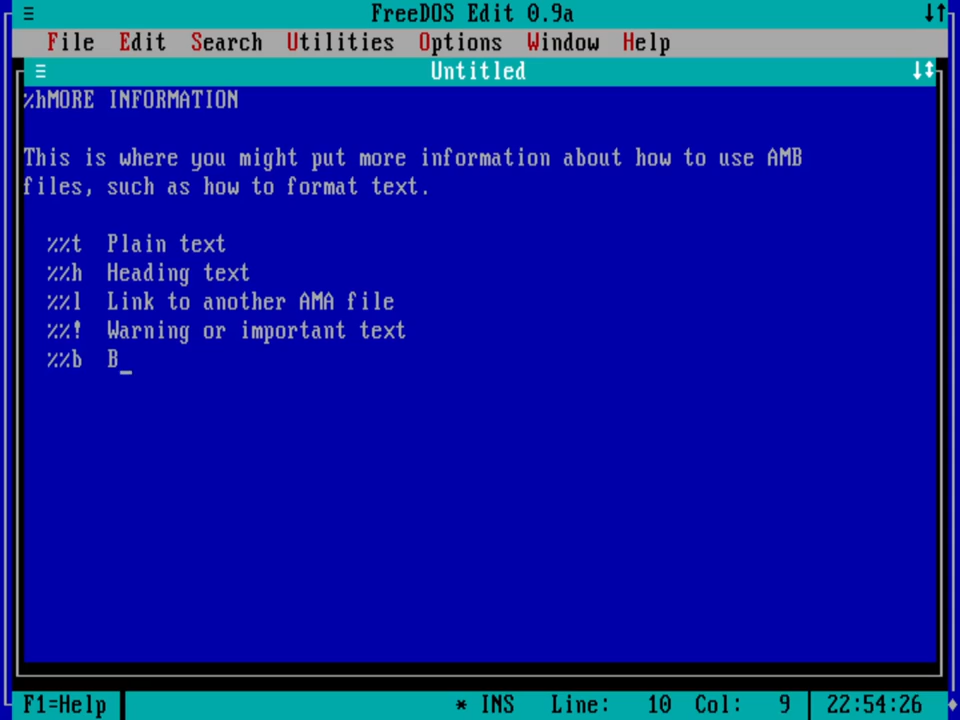 ≡ FreeDOS Edit 0.9a ↓↑
File Edit Search Utilities Options Window Help
≡ Untitled ↓↕
%hMORE INFORMATION
This is where you might put more information about how to use AMB
files, such as how to format text.
%%t Plain text
%%h Heading text
%%l Link to another AMA file
%%! Warning or important text
%%b B_
F1=Help * INS Line: 10 Col: 9 22:54:26